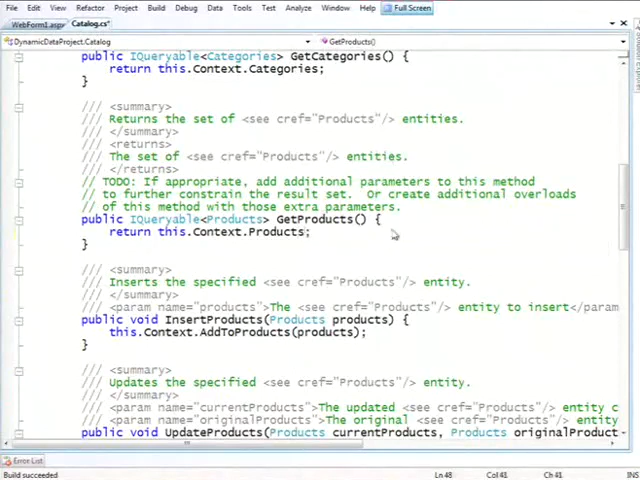 File Edit View Refactor Project Build Debug Data Tools Test Analyze Window Help Full Screen
WebForm1.aspx Catalog.cs*
DynamicDataProject.Catalog GetProducts()
public IQueryable<Categories> GetCategories() {
return this.Context.Categories;
}
/// <summary>
/// Returns the set of <see cref="Products"/> entities.
/// </summary>
/// <returns>
/// The set of <see cref="Products"/> entities.
/// </returns>
// TODO: If appropriate, add additional parameters to this method
// to further constrain the result set.  Or create additional overloads
// of this method with those extra parameters.
public IQueryable<Products> GetProducts() {
return this.Context.Products;
}
/// <summary>
/// Inserts the specified <see cref="Products"/> entity.
/// </summary>
/// <param name="products">The <see cref="Products"/> entity to insert</param
public void InsertProducts(Products products) {
this.Context.AddToProducts(products);
}
/// <summary>
/// Updates the specified <see cref="Products"/> entity.
/// </summary>
/// <param name="currentProducts">The updated <see cref="Products"/> entity c
/// <param name="originalProducts">The original <see cref="Products"/> entity
public void UpdateProducts(Products currentProducts, Products originalProduct
Error List
Build succeeded Ln 48 Col 41 Ch 41 INS